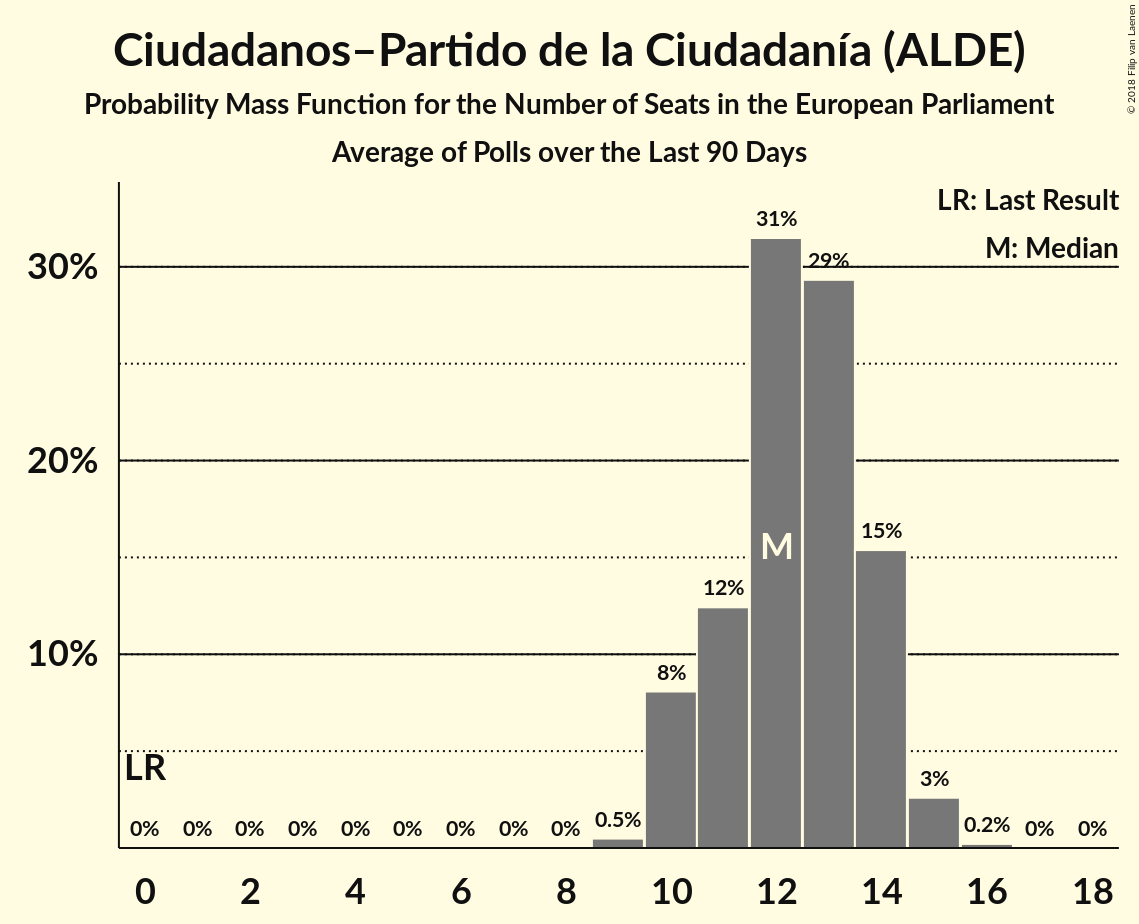 Ciudadanos–Partido de la Ciudadanía (ALDE)
Probability Mass Function for the Number of Seats in the European Parliament
Average of Polls over the Last 90 Days
© 2018 Filip van Laenen
LR: Last Result
M: Median
30%
20%
10%
31%
29%
15%
M
12%
8%
LR
3%
0% 0% 0% 0% 0% 0% 0% 0% 0% 0.5% 0.2% 0% 0%
0 2 4 6 8 10 12 14 16 18